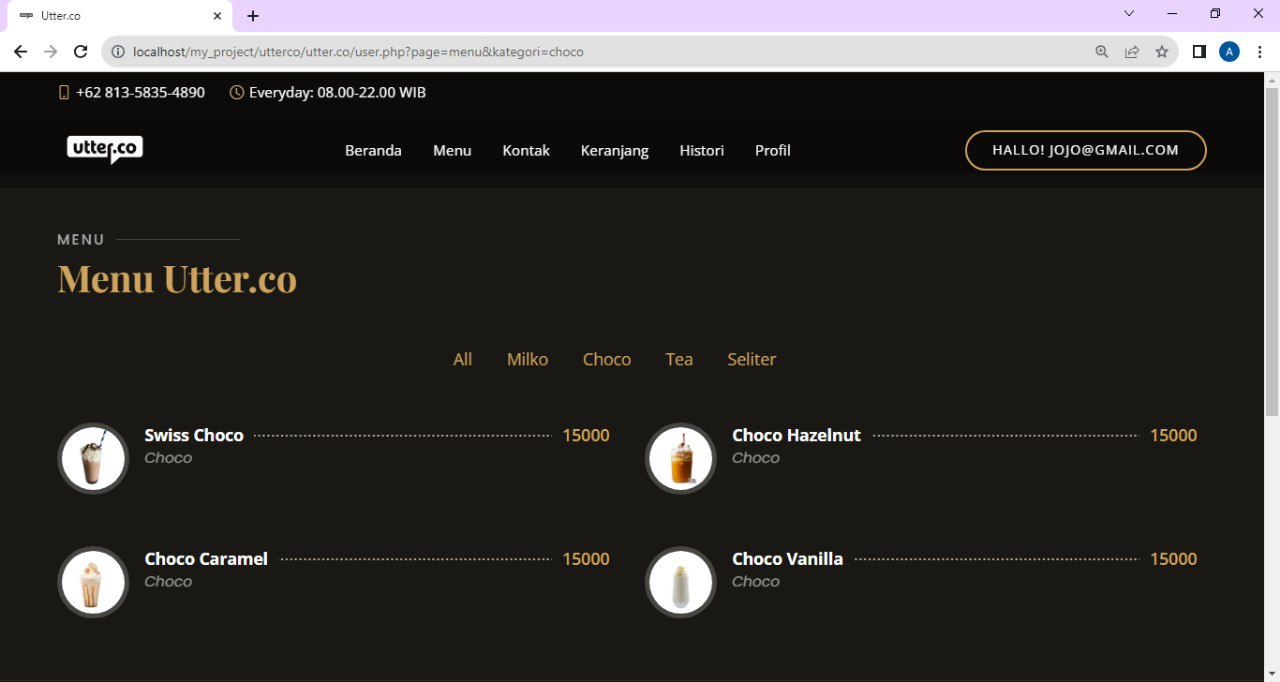 Utter.co
localhost/my_project/utterco/utter.co/user.php?page=menu&kategori=choco
A
+62 813-5835-4890 Everyday: 08.00-22.00 WIB
utter.co Beranda Menu Kontak Keranjang Histori Profil HALLO! JOJO@GMAIL.COM
MENU
Menu Utter.co
All Milko Choco Tea Seliter
Swiss Choco 15000 Choco Hazelnut 15000
Choco Choco
Choco Caramel 15000 Choco Vanilla 15000
Choco Choco